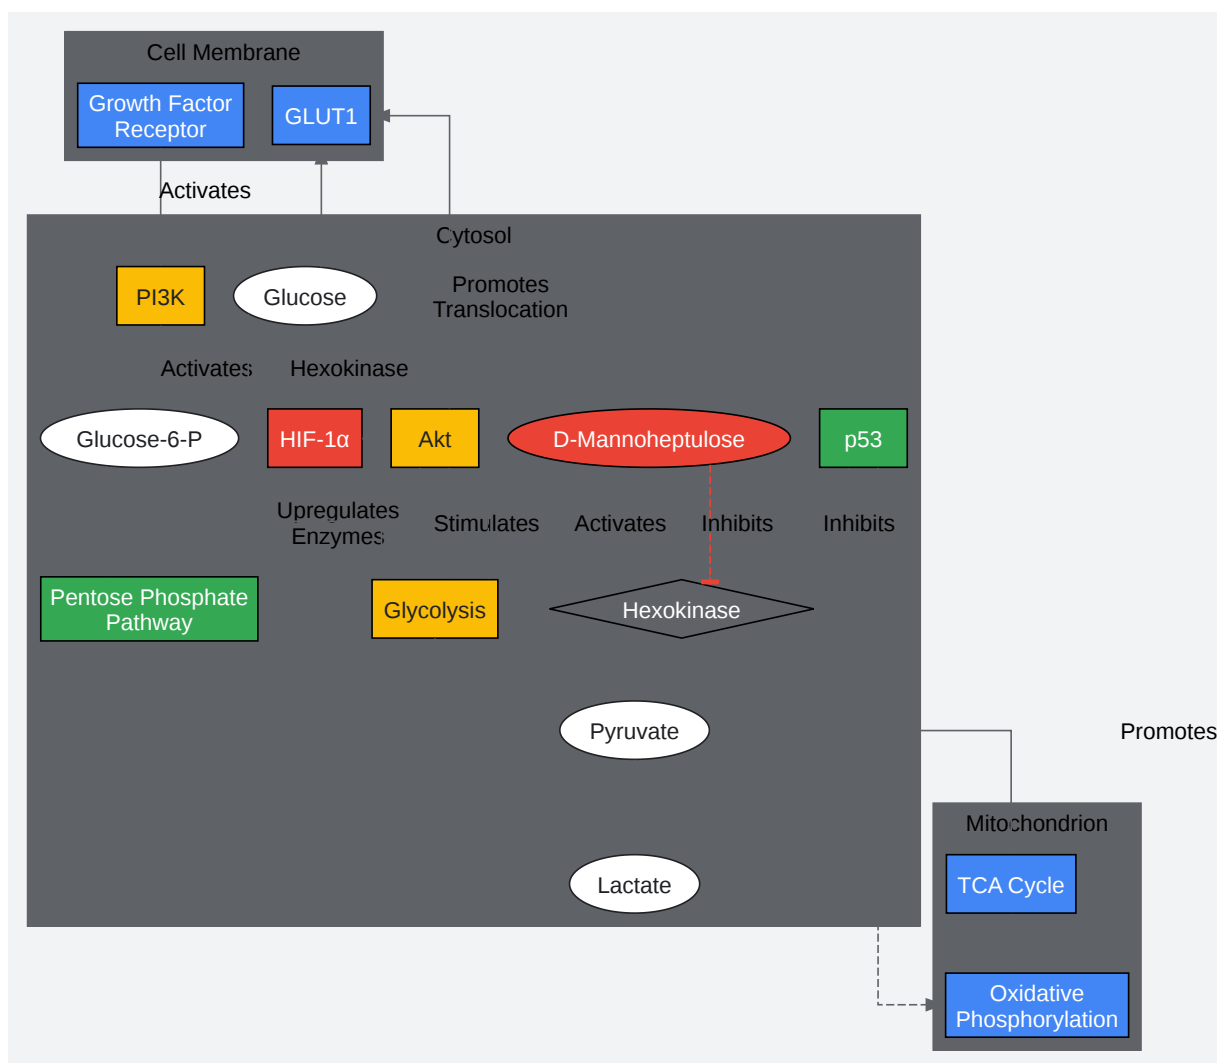 Cell Membrane
Growth Factor
Receptor
GLUT1
Activates
Cytosol
PI3K
Glucose
Promotes
Translocation
Activates
Hexokinase
Glucose-6-P
HIF-1α
Akt
D-Mannoheptulose
p53
Upregulates
Enzymes
Stimulates
Activates
Inhibits
Inhibits
Pentose Phosphate
Pathway
Glycolysis
Hexokinase
Pyruvate
Promotes
Mitochondrion
TCA Cycle
Lactate
Oxidative
Phosphorylation